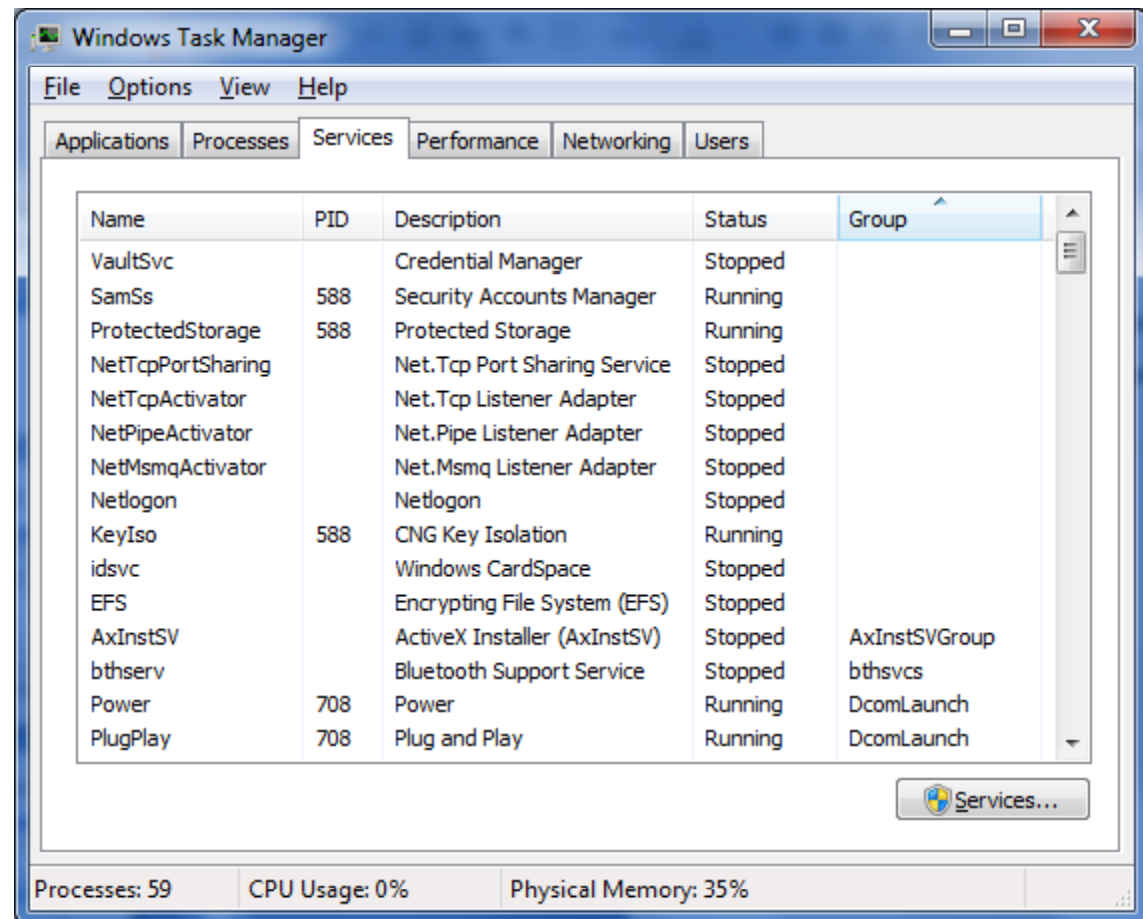 Windows Task Manager
File Options View Help
Applications Processes Services Performance Networking Users
Name PID Description Status Group
VaultSvc Credential Manager Stopped
SamSs 588 Security Accounts Manager Running
ProtectedStorage 588 Protected Storage Running
NetTcpPortSharing Net.Tcp Port Sharing Service Stopped
NetTcpActivator Net.Tcp Listener Adapter Stopped
NetPipeActivator Net.Pipe Listener Adapter Stopped
NetMsmqActivator Net.Msmq Listener Adapter Stopped
Netlogon Netlogon Stopped
KeyIso 588 CNG Key Isolation Running
idsvc Windows CardSpace Stopped
EFS Encrypting File System (EFS) Stopped
AxInstSV ActiveX Installer (AxInstSV) Stopped AxInstSVGroup
bthserv Bluetooth Support Service Stopped bthsvcs
Power 708 Power Running DcomLaunch
PlugPlay 708 Plug and Play Running DcomLaunch
Services...
Processes: 59 CPU Usage: 0% Physical Memory: 35%